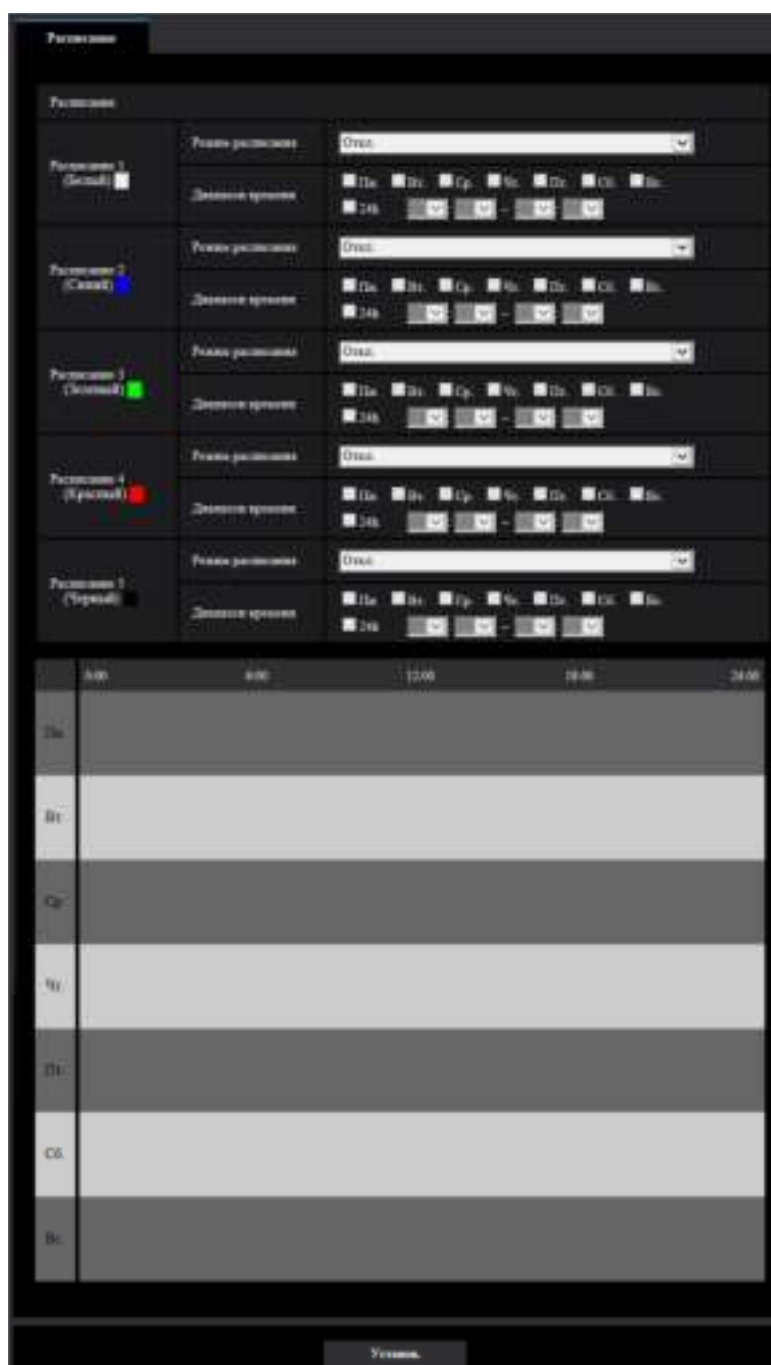 Расписание
Расписание
Расписание 1
(Белый)
Режим расписания
Откл.
Диапазон времени
Пн. Вт. Ср. Чт. Пт. Сб. Вс.
24h –
Расписание 2
(Синий)
Режим расписания
Откл.
Диапазон времени
Пн. Вт. Ср. Чт. Пт. Сб. Вс.
24h –
Расписание 3
(Зеленый)
Режим расписания
Откл.
Диапазон времени
Пн. Вт. Ср. Чт. Пт. Сб. Вс.
24h –
Расписание 4
(Красный)
Режим расписания
Откл.
Диапазон времени
Пн. Вт. Ср. Чт. Пт. Сб. Вс.
24h –
Расписание 5
(Черный)
Режим расписания
Откл.
Диапазон времени
Пн. Вт. Ср. Чт. Пт. Сб. Вс.
24h –
0:00 6:00 12:00 18:00 24:00
Пн.
Вт.
Ср.
Чт.
Пт.
Сб.
Вс.
Установ.